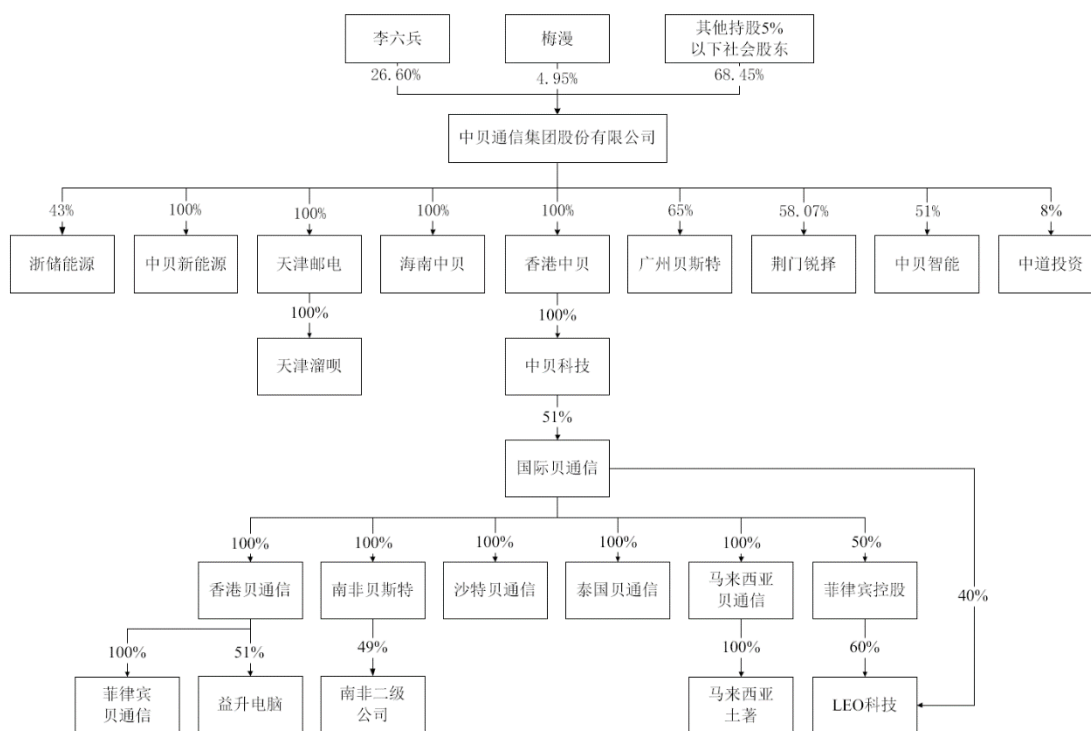 李六兵
梅漫
其他持股5%
以下社会股东
26.60%
4.95%
68.45%
中贝通信集团股份有限公司
43%
100%
100%
100%
100%
65%
58.07%
51%
8%
浙储能源
中贝新能源
天津邮电
海南中贝
香港中贝
广州贝斯特
荆门锐择
中贝智能
中道投资
100%
100%
天津溜呗
中贝科技
51%
国际贝通信
100%
100%
100%
100%
100%
50%
香港贝通信
南非贝斯特
沙特贝通信
泰国贝通信
马来西亚
贝通信
菲律宾控股
40%
100%
51%
49%
100%
60%
菲律宾
贝通信
益升电脑
南非二级
公司
马来西亚
土著
LEO科技